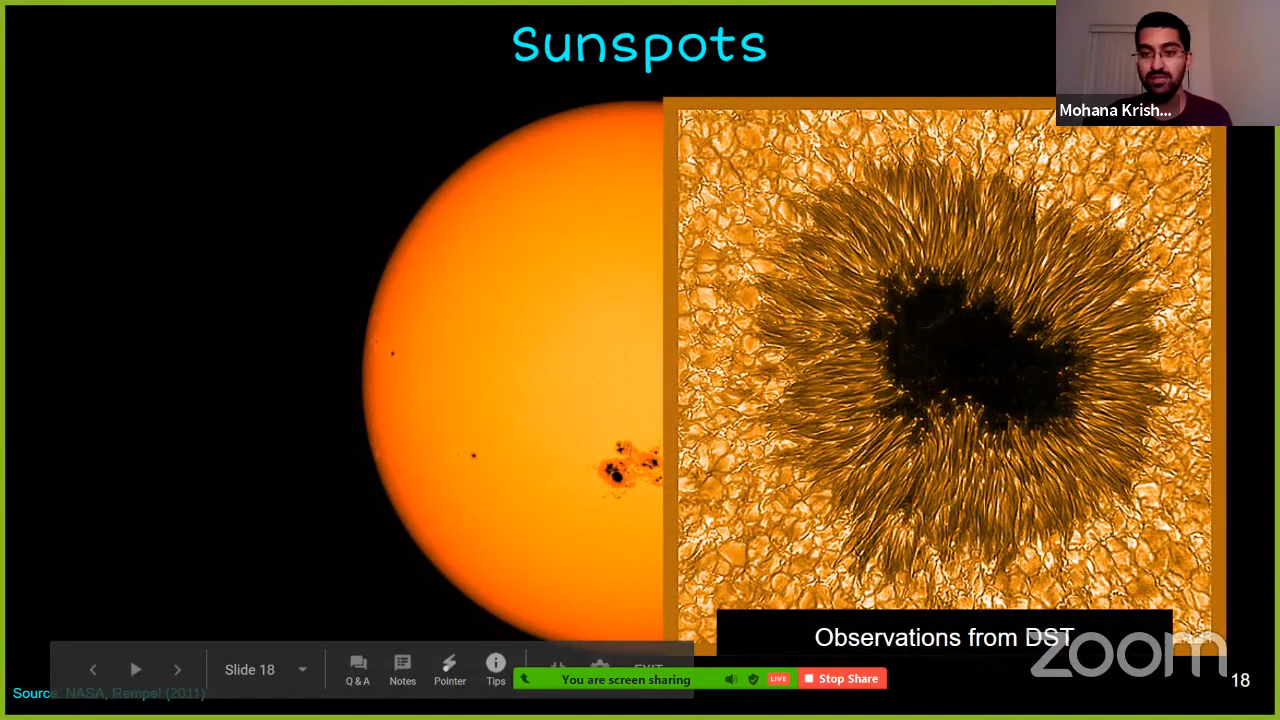 Sunspots
Mohana Krish...
Observations from DST
zoom
Slide 18
Q & A
Notes
Pointer
Tips
EXIT
You are screen sharing
LIVE
Stop Share
Source: NASA, Rempel (2011)
18